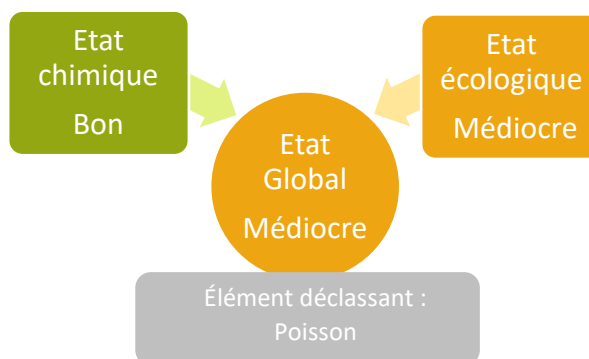 Etat
chimique
Bon
Etat
écologique
Médiocre
Etat
Global
Médiocre
Élément déclassant :
Poisson